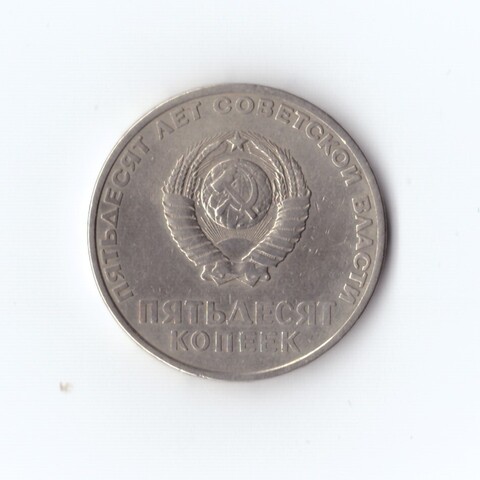 ПЯТЬДЕСЯТ ЛЕТ СОВЕТСКОЙ ВЛАСТИ
ПЯТЬДЕСЯТ
КОПЕЕК